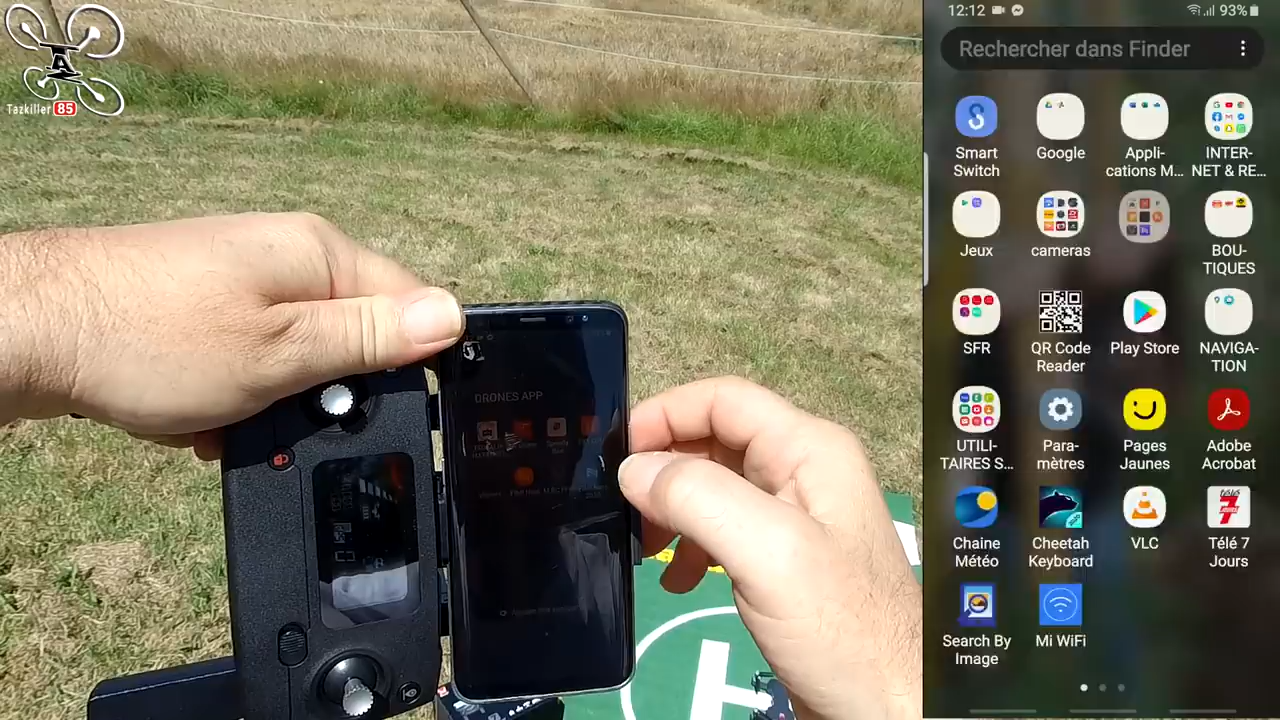 Tazkiller 85
A
12:12
93%
Rechercher dans Finder
Smart
Switch
Google
Appli-
cations M...
INTER-
NET & RE...
Jeux
cameras
BOU-
TIQUES
SFR
QR Code
Reader
Play Store
NAVIGA-
TION
UTILI-
TAIRES S...
Para-
mètres
Pages
Jaunes
Adobe
Acrobat
Chaine
Météo
Cheetah
Keyboard
VLC
Télé 7
Jours
Search By
Image
Mi WiFi
DRONES APP
H